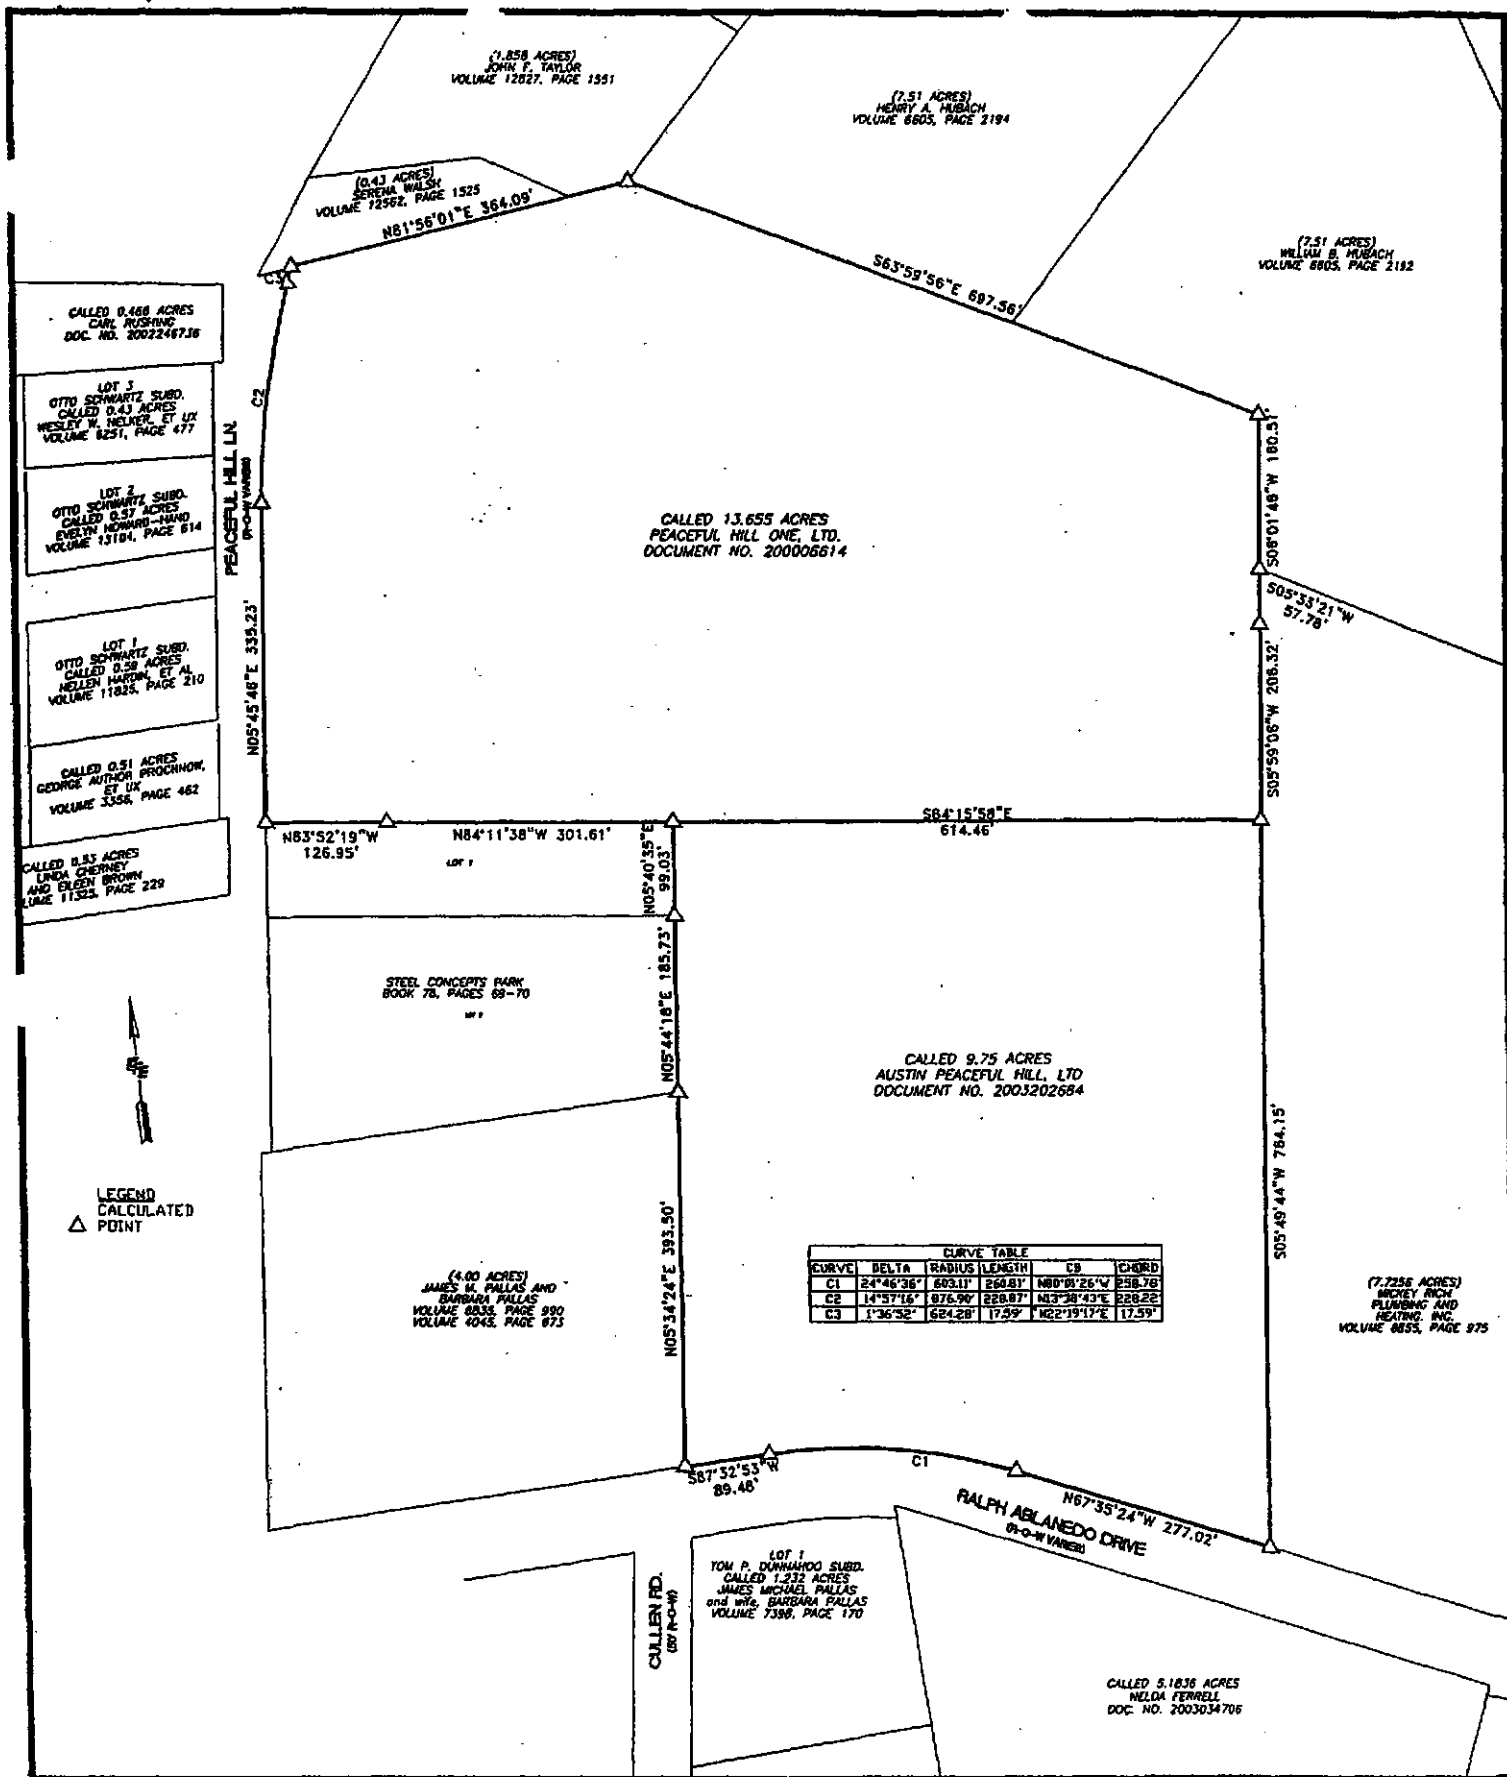 (1.858 ACRES)
JOHN F. TAYLOR
VOLUME 12827, PAGE 1551
(7.51 ACRES)
HENRY A. HUBACH
VOLUME 6605, PAGE 2194
(0.43 ACRES)
SERENA WALSH
VOLUME 12562, PAGE 1525
N81°56'01"E 364.09'
(7.51 ACRES)
WILLIAM B. HUBACH
VOLUME 6605, PAGE 2192
S63°59'56"E 697.56'
C3
CALLED 0.466 ACRES
CARL RUSHING
DOC. NO. 2002246736
LOT 3
OTTO SCHWARTZ SUBD.
CALLED 0.43 ACRES
WESLEY W. HELKER, ET UX
VOLUME 8251, PAGE 477
C2
PEACEFUL HILL LN.
(R-O-W VARIES)
LOT 2
OTTO SCHWARTZ SUBD.
CALLED 0.57 ACRES
EVELYN HOWARD-HAND
VOLUME 13104, PAGE 614
CALLED 13.655 ACRES
PEACEFUL HILL ONE, LTD.
DOCUMENT NO. 200006614
S06°01'46"W 160.51'
S05°33'21"W
57.78'
LOT 1
OTTO SCHWARTZ SUBD.
CALLED 0.59 ACRES
HELLEN HARDIN, ET AL
VOLUME 11825, PAGE 210
N05°45'46"E 335.23'
S05°59'06"W 206.32'
CALLED 0.51 ACRES
GEORGE AUTHOR PROCHNOW,
ET UX
VOLUME 3356, PAGE 462
N83°52'19"W
126.95'
N84°11'38"W 301.61'
LOT 1
S84°15'58"E
614.46'
CALLED 0.53 ACRES
LINDA CHERNEY
AND EILEEN BROWN
LUME 11325, PAGE 229
N05°40'35"E
99.03'
N05°44'18"E 185.73'
STEEL CONCEPTS PARK
BOOK 78, PAGES 69-70
CALLED 9.75 ACRES
AUSTIN PEACEFUL HILL, LTD
DOCUMENT NO. 2003202684
S05°49'44"W 764.15'
LEGEND
CALCULATED
△ POINT
(4.00 ACRES)
JAMES M. PALLAS AND
BARBARA PALLAS
VOLUME 8835, PAGE 990
VOLUME 4045, PAGE 673
N05°34'24"E 393.50'
CURVE TABLE
CURVE DELTA RADIUS LENGTH CB CHORD
C1 24°46'36" 603.11' 260.81' N80°01'26"W 258.78'
C2 14°57'16" 876.90' 228.87' N13°38'43"E 228.22'
C3 1°36'52" 624.28' 17.59' N22°19'17"E 17.59'
(7.7256 ACRES)
MICKEY RICH
PLUMBING AND
HEATING, INC.
VOLUME 8855, PAGE 975
S87°32'53"W
89.48'
C1
N67°35'24"W 277.02'
RALPH ABLANEDO DRIVE
(R-O-W VARIES)
CULLEN RD.
(50' R-O-W)
LOT 1
TOM P. DUNNAHOO SUBD.
CALLED 1.232 ACRES
JAMES MICHAEL PALLAS
and wife, BARBARA PALLAS
VOLUME 7398, PAGE 170
CALLED 5.1836 ACRES
NELDA FERRELL
DOC. NO. 2003034706